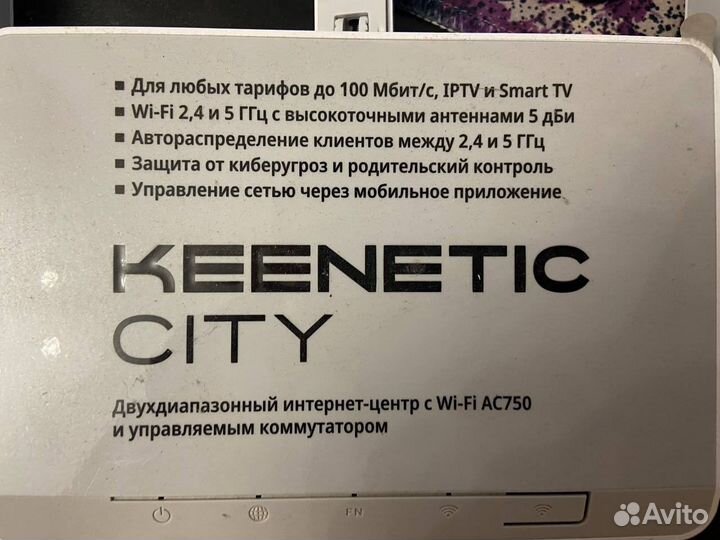 ▪ Для любых тарифов до 100 Мбит/с, IPTV и Smart TV
▪ Wi-Fi 2,4 и 5 ГГц с высокоточными антеннами 5 дБи
▪ Автораспределение клиентов между 2,4 и 5 ГГц
▪ Защита от киберугроз и родительский контроль
▪ Управление сетью через мобильное приложение
KEENETIC
CITY
Двухдиапазонный интернет-центр с Wi-Fi AC750
и управляемым коммутатором
FN
Avito